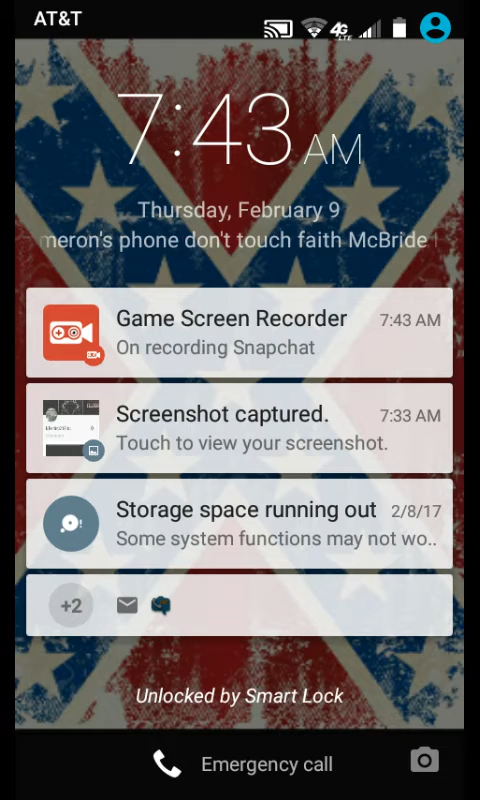 AT&T
4G
LTE
7:43 AM
Thursday, February 9
meron's phone don't touch faith McBride
Game Screen Recorder 7:43 AM
On recording Snapchat
Screenshot captured. 7:33 AM
Touch to view your screenshot.
Storage space running out 2/8/17
Some system functions may not wo..
+2
Unlocked by Smart Lock
Emergency call